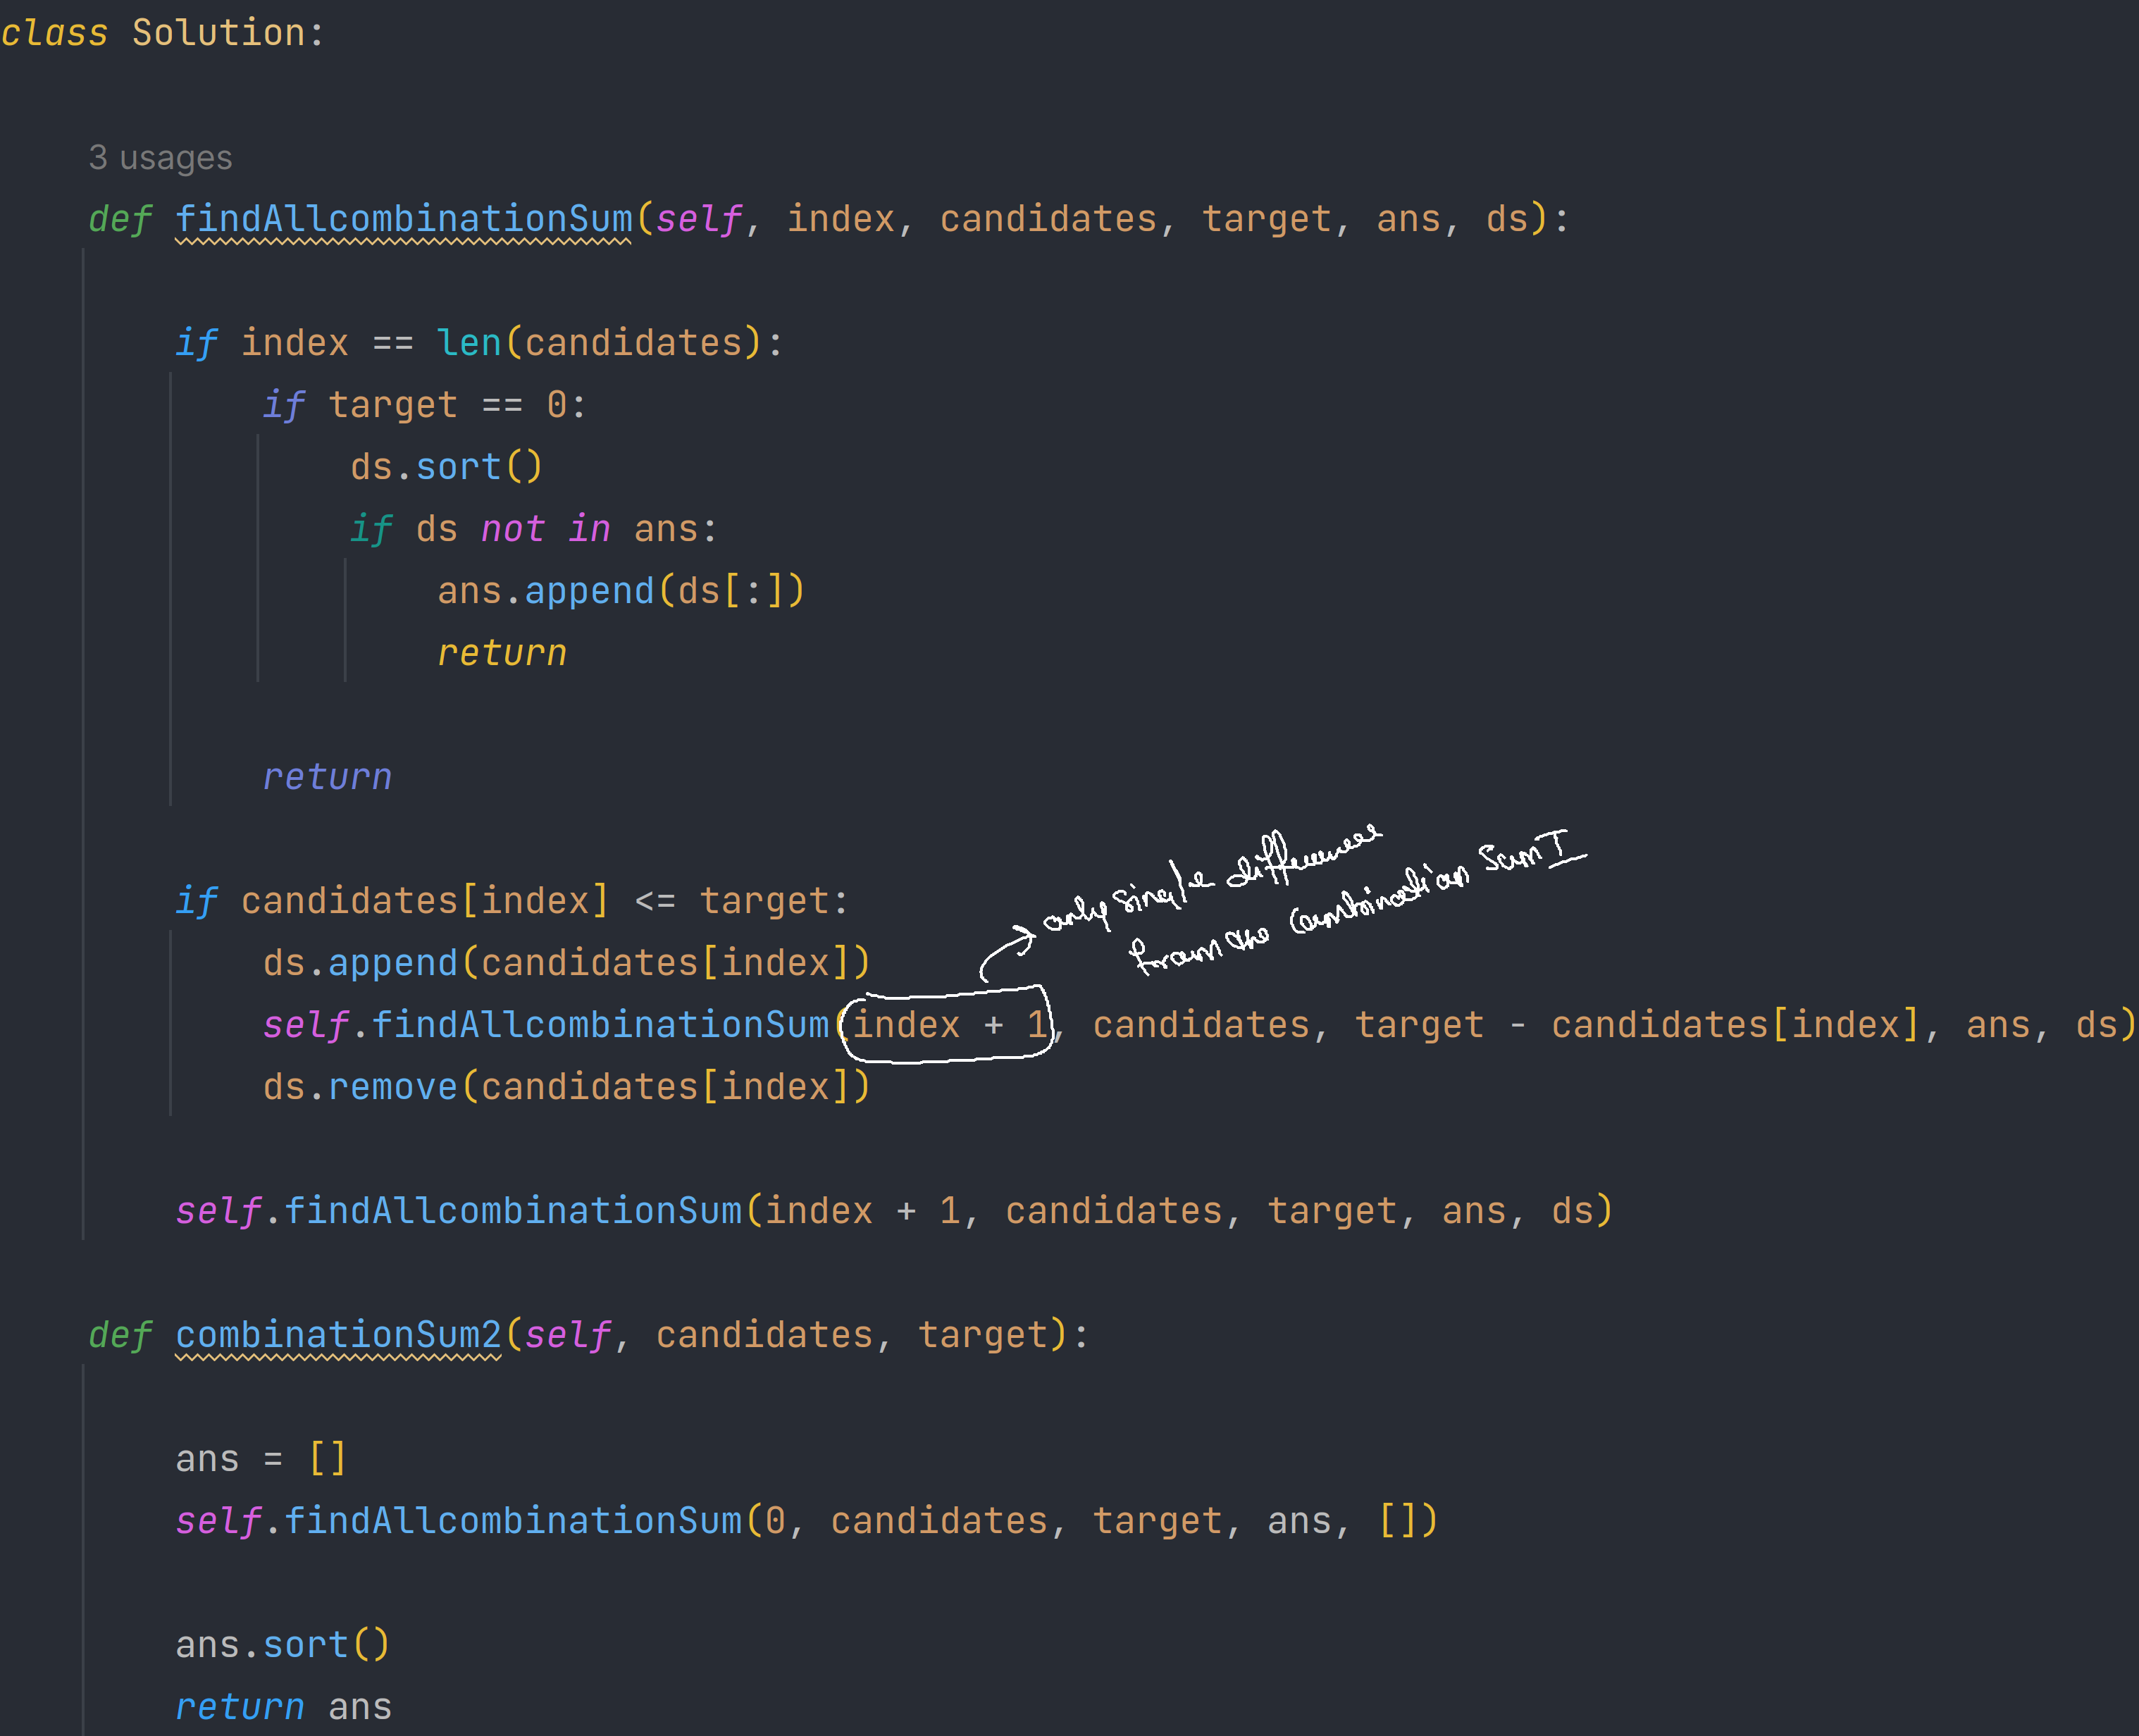 class Solution:
3 usages
def findAllcombinationSum(self, index, candidates, target, ans, ds):
if index == len(candidates):
if target == 0:
ds.sort()
if ds not in ans:
ans.append(ds[:])
return
return
only single difference
from the combination Sum I
if candidates[index] <= target:
ds.append(candidates[index])
self.findAllcombinationSum(index + 1, candidates, target - candidates[index], ans, ds)
ds.remove(candidates[index])
self.findAllcombinationSum(index + 1, candidates, target, ans, ds)
def combinationSum2(self, candidates, target):
ans = []
self.findAllcombinationSum(0, candidates, target, ans, [])
ans.sort()
return ans